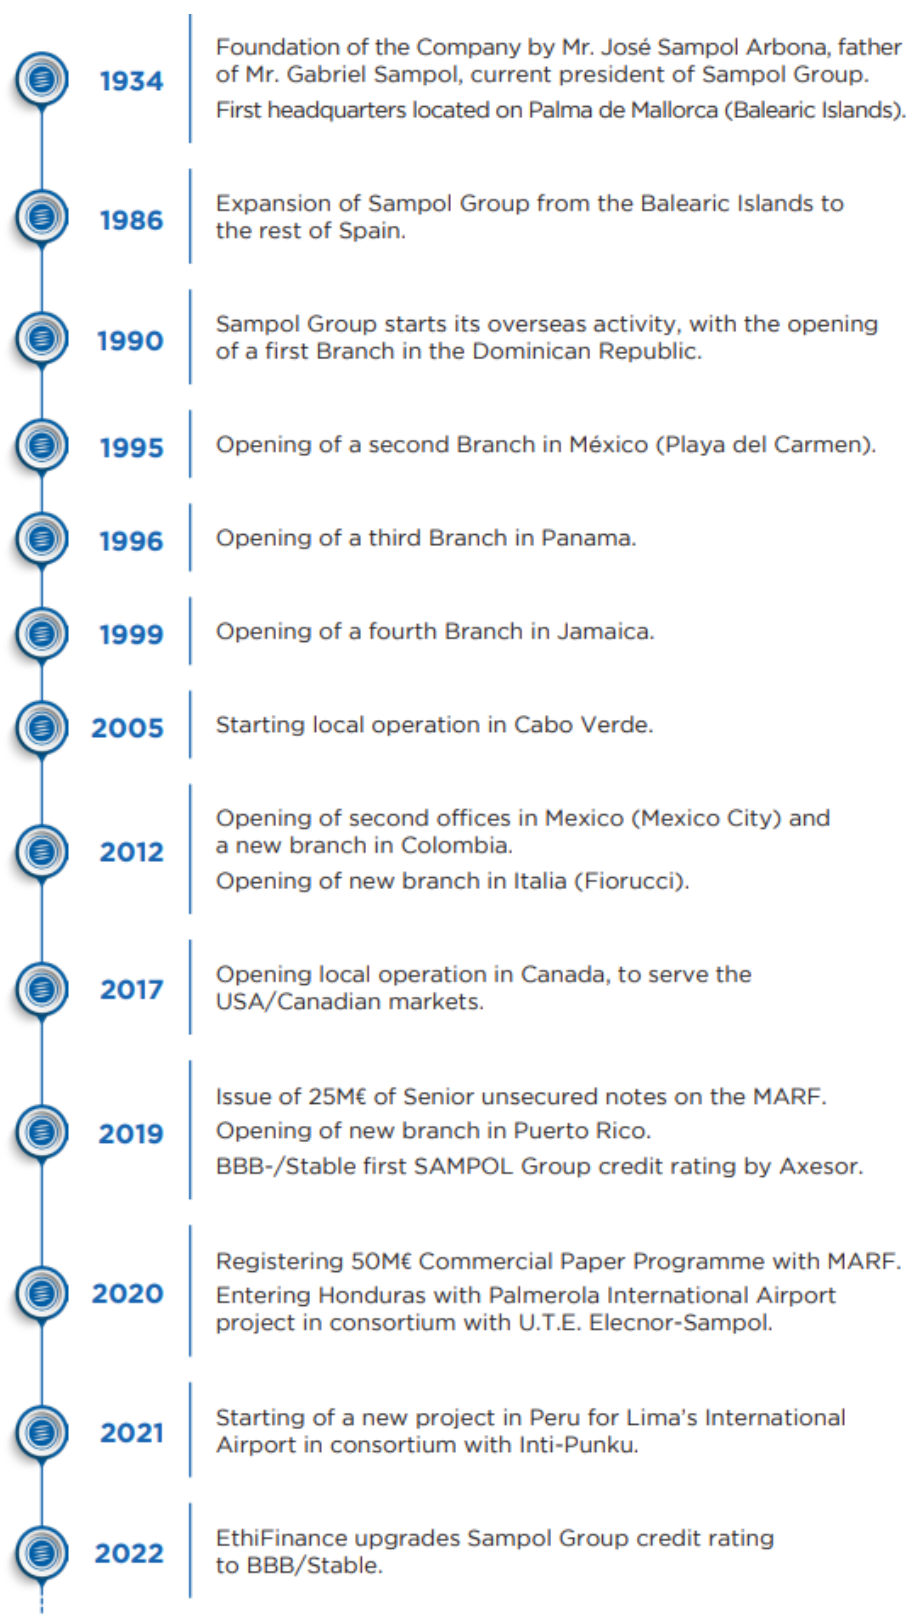 1934
Foundation of the Company by Mr. José Sampol Arbona, father
of Mr. Gabriel Sampol, current president of Sampol Group.
First headquarters located on Palma de Mallorca (Balearic Islands).
1986
Expansion of Sampol Group from the Balearic Islands to
the rest of Spain.
1990
Sampol Group starts its overseas activity, with the opening
of a first Branch in the Dominican Republic.
1995
Opening of a second Branch in México (Playa del Carmen).
1996
Opening of a third Branch in Panama.
1999
Opening of a fourth Branch in Jamaica.
2005
Starting local operation in Cabo Verde.
2012
Opening of second offices in Mexico (Mexico City) and
a new branch in Colombia.
Opening of new branch in Italia (Fiorucci).
2017
Opening local operation in Canada, to serve the
USA/Canadian markets.
2019
Issue of 25M€ of Senior unsecured notes on the MARF.
Opening of new branch in Puerto Rico.
BBB-/Stable first SAMPOL Group credit rating by Axesor.
2020
Registering 50M€ Commercial Paper Programme with MARF.
Entering Honduras with Palmerola International Airport
project in consortium with U.T.E. Elecnor-Sampol.
2021
Starting of a new project in Peru for Lima's International
Airport in consortium with Inti-Punku.
2022
EthiFinance upgrades Sampol Group credit rating
to BBB/Stable.